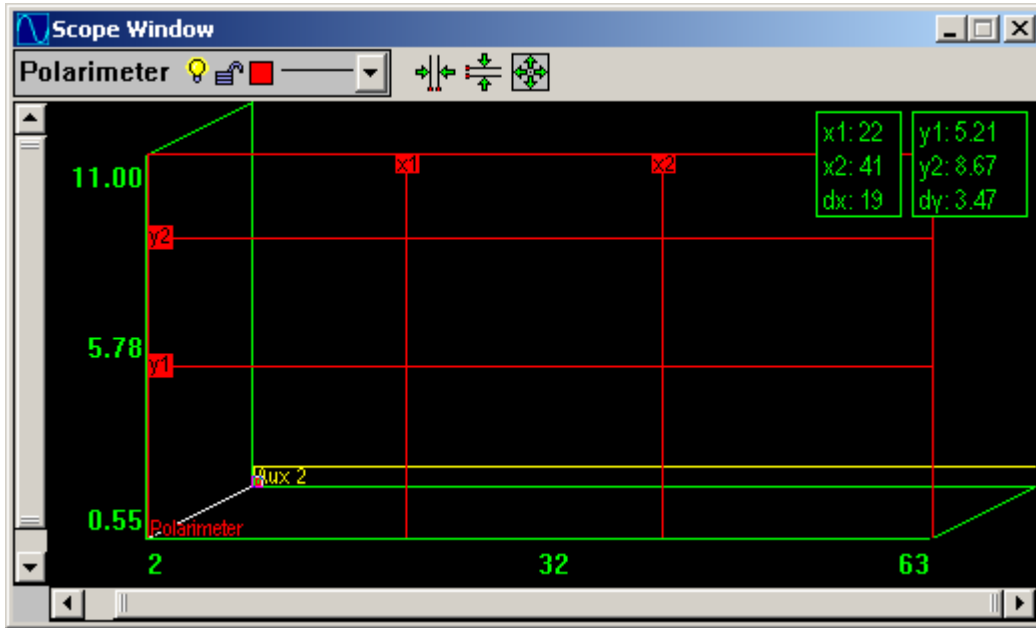 Scope Window
Polarimeter
x1: 22
x2: 41
dx: 19
y1: 5.21
y2: 8.67
dy: 3.47
x1
x2
11.00
y2
5.78
y1
Aux 2
0.55
Polarimeter
2
32
63